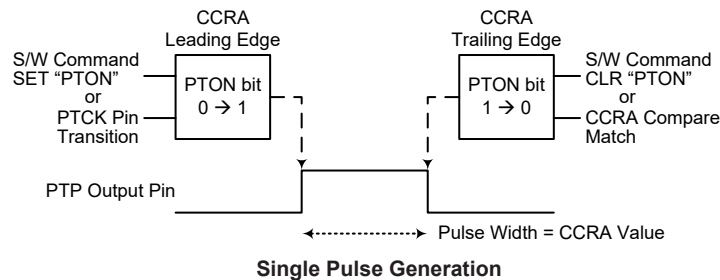 CCRA
Leading Edge
S/W Command
SET “PTON”
or
PTCK Pin
Transition
PTON bit
0 → 1
CCRA
Trailing Edge
PTON bit
1 → 0
S/W Command
CLR “PTON”
or
CCRA Compare
Match
PTP Output Pin
Pulse Width = CCRA Value
Single Pulse Generation